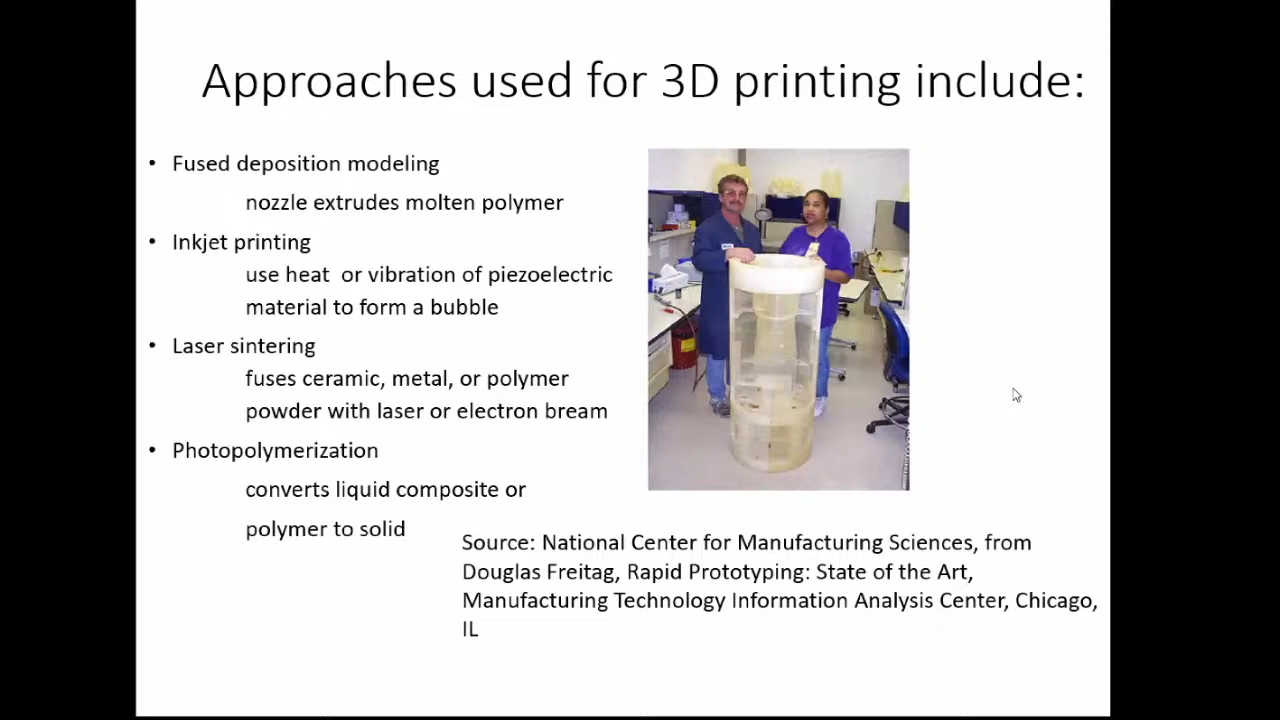 Approaches used for 3D printing include:
• Fused deposition modeling
nozzle extrudes molten polymer
• Inkjet printing
use heat or vibration of piezoelectric
material to form a bubble
• Laser sintering
fuses ceramic, metal, or polymer
powder with laser or electron bream
• Photopolymerization
converts liquid composite or
polymer to solid
Source: National Center for Manufacturing Sciences, from
Douglas Freitag, Rapid Prototyping: State of the Art,
Manufacturing Technology Information Analysis Center, Chicago,
IL